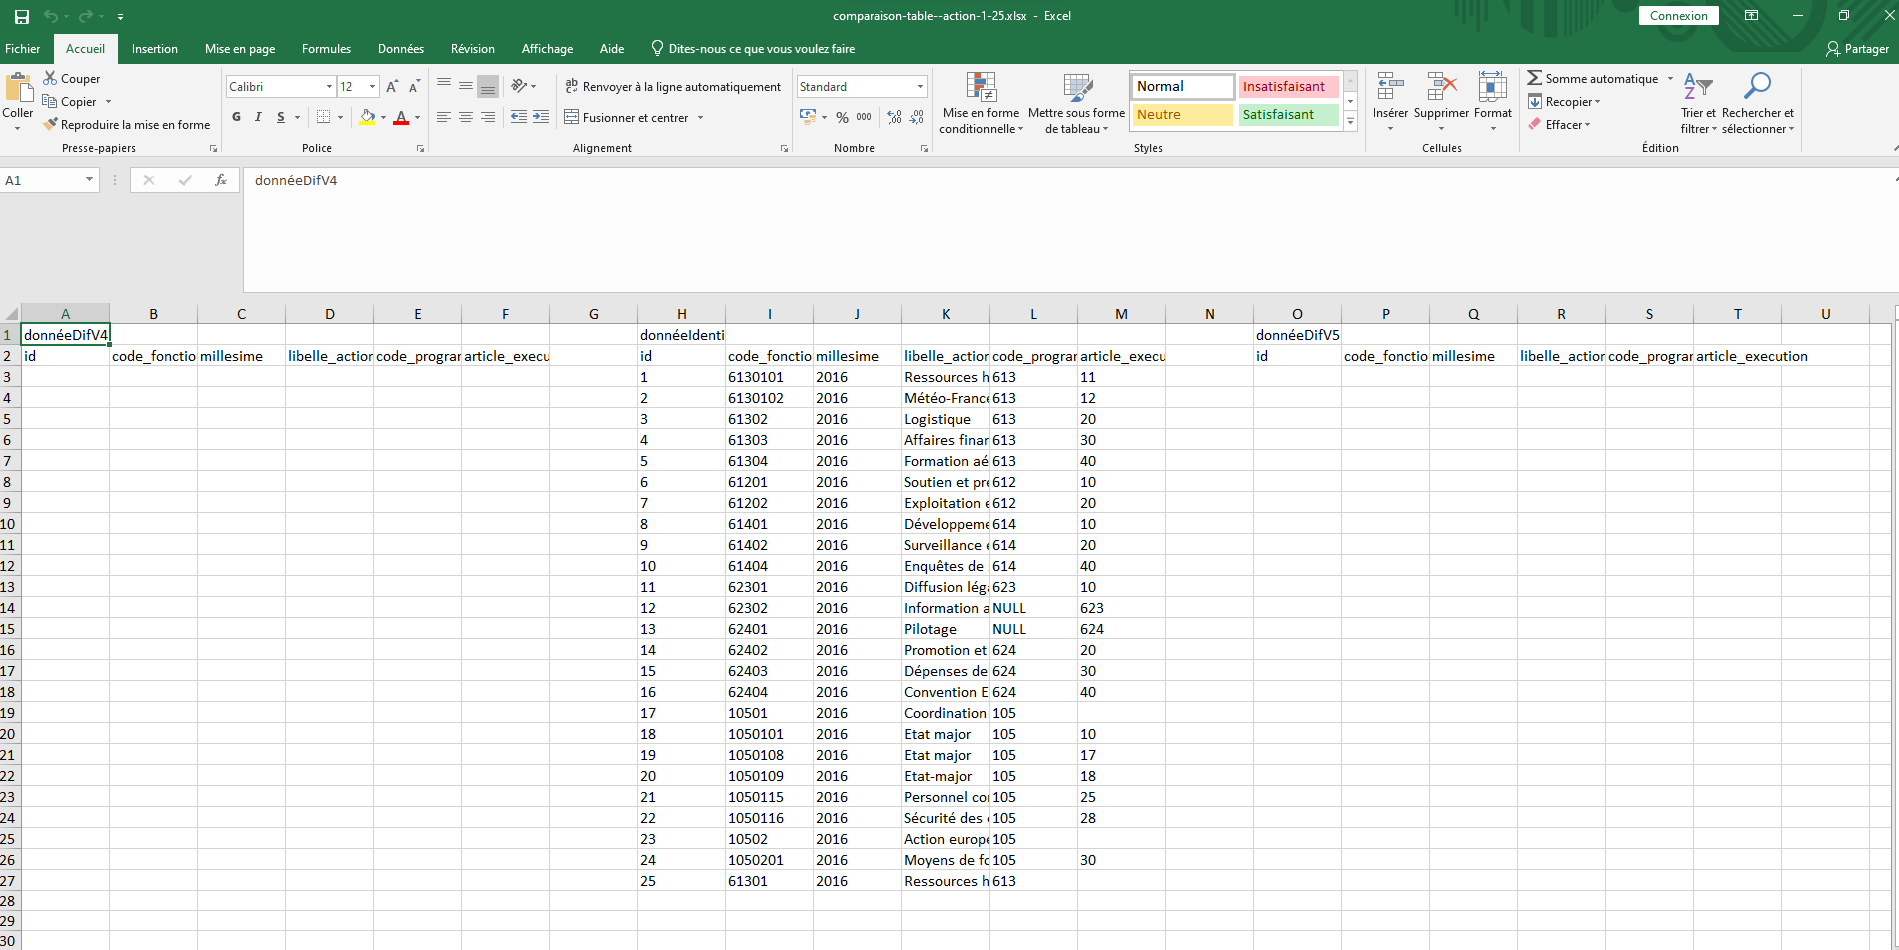 comparaison-table--action-1-25.xlsx - Excel
Connexion
Fichier Accueil Insertion Mise en page Formules Données Révision Affichage Aide Dites-nous ce que vous voulez faire Partager
Coller
Couper
Copier
Reproduire la mise en forme
Presse-papiers
Calibri 12
G I S
Police
Renvoyer à la ligne automatiquement
Fusionner et centrer
Alignement
Standard
% 000
Nombre
Mise en forme conditionnelle
Mettre sous forme de tableau
Normal Insatisfaisant
Neutre Satisfaisant
Styles
Insérer Supprimer Format
Cellules
Somme automatique
Recopier
Effacer
Trier et filtrer
Rechercher et sélectionner
Édition
A1 fx donnéeDifV4
A B C D E F G H I J K L M N O P Q R S T U
1 donnéeDifV4 donnéeIdenti donnéeDifV5
2 id code_fonctio millesime libelle_action code_program article_execu id code_fonctio millesime libelle_action code_program article_execu id code_fonctio millesime libelle_action code_program article_execution
3 1 6130101 2016 Ressources h 613 11
4 2 6130102 2016 Météo-France 613 12
5 3 61302 2016 Logistique 613 20
6 4 61303 2016 Affaires finan 613 30
7 5 61304 2016 Formation aé 613 40
8 6 61201 2016 Soutien et pre 612 10
9 7 61202 2016 Exploitation e 612 20
10 8 61401 2016 Développeme 614 10
11 9 61402 2016 Surveillance e 614 20
12 10 61404 2016 Enquêtes de 614 40
13 11 62301 2016 Diffusion léga 623 10
14 12 62302 2016 Information a NULL 623
15 13 62401 2016 Pilotage NULL 624
16 14 62402 2016 Promotion et 624 20
17 15 62403 2016 Dépenses de 624 30
18 16 62404 2016 Convention E 624 40
19 17 10501 2016 Coordination 105
20 18 1050101 2016 Etat major 105 10
21 19 1050108 2016 Etat major 105 17
22 20 1050109 2016 Etat-major 105 18
23 21 1050115 2016 Personnel co 105 25
24 22 1050116 2016 Sécurité des 105 28
25 23 10502 2016 Action europé 105
26 24 1050201 2016 Moyens de fo 105 30
27 25 61301 2016 Ressources h 613
28
29
30